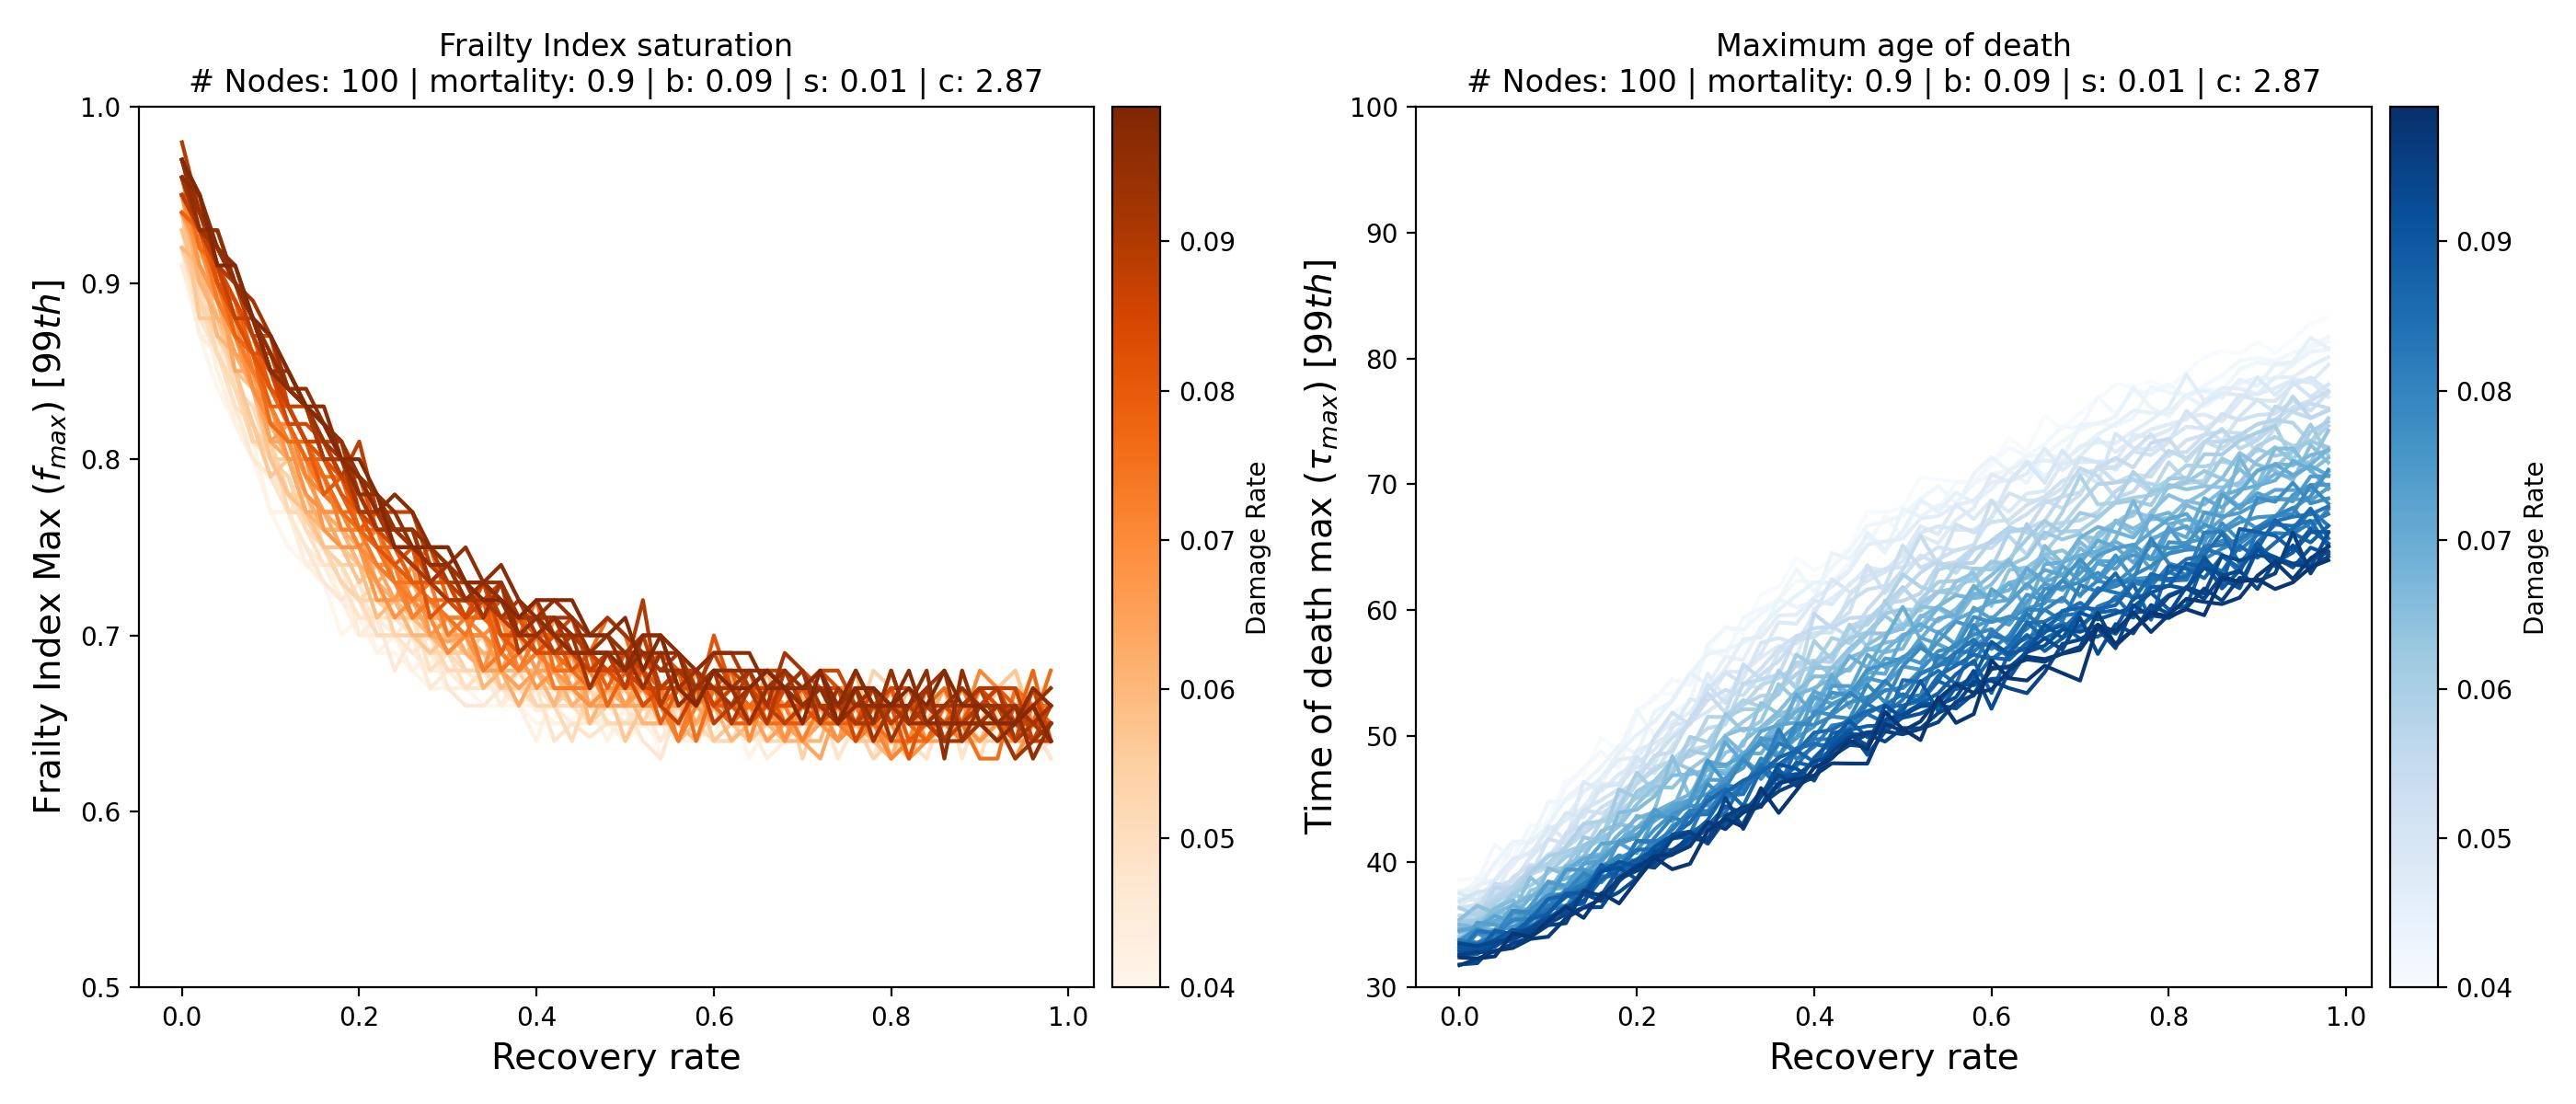 Frailty Index saturation
# Nodes: 100 | mortality: 0.9 | b: 0.09 | s: 0.01 | c: 2.87
Frailty Index Max (f_max) [99th]
1.0
0.9
0.8
0.7
0.6
0.5
0.0 0.2 0.4 0.6 0.8 1.0
Recovery rate
0.09
0.08
0.07
0.06
0.05
0.04
Damage Rate
Maximum age of death
# Nodes: 100 | mortality: 0.9 | b: 0.09 | s: 0.01 | c: 2.87
Time of death max (τ_max) [99th]
100
90
80
70
60
50
40
30
0.0 0.2 0.4 0.6 0.8 1.0
Recovery rate
0.09
0.08
0.07
0.06
0.05
0.04
Damage Rate